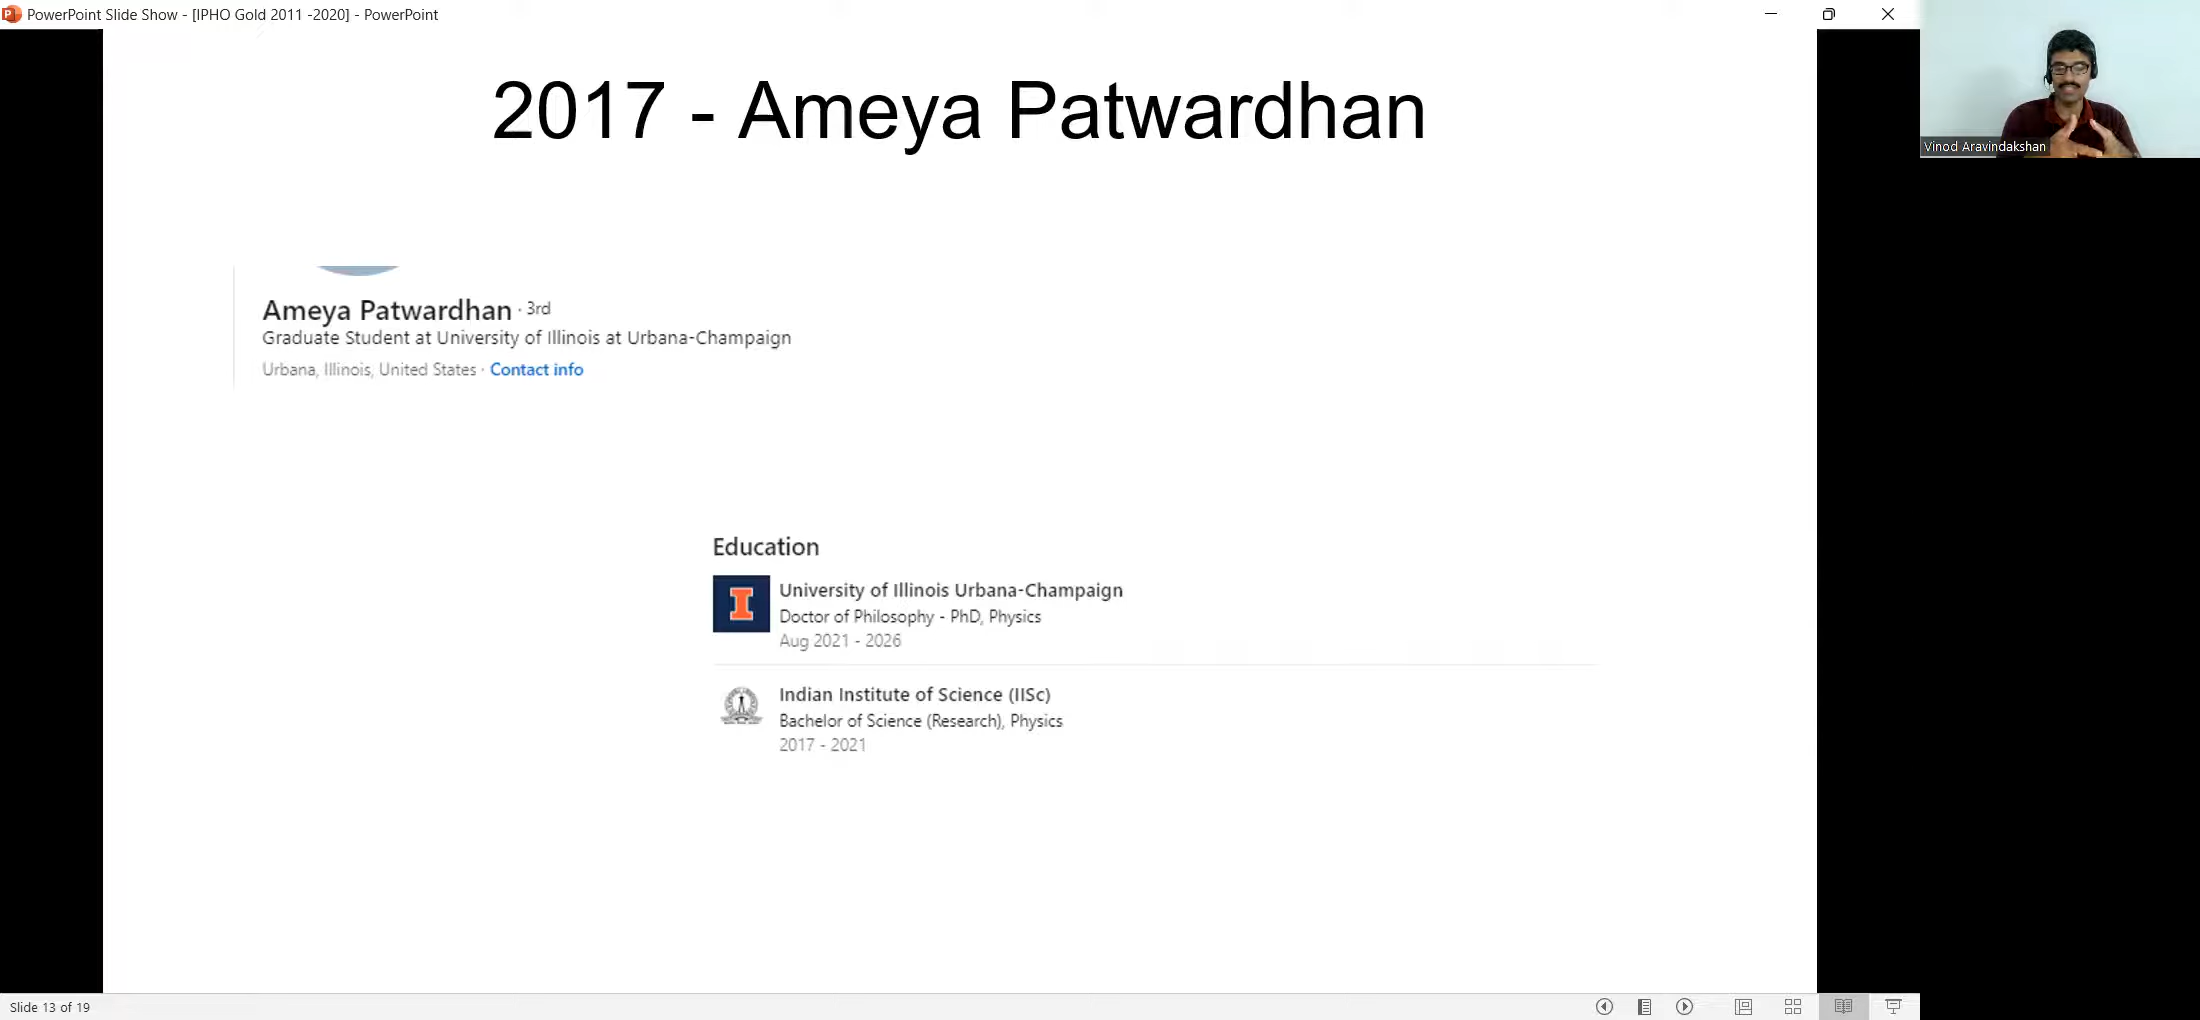 PowerPoint Slide Show - [IPHO Gold 2011 -2020] - PowerPoint
2017 - Ameya Patwardhan
Vinod Aravindakshan
Ameya Patwardhan · 3rd
Graduate Student at University of Illinois at Urbana-Champaign
Urbana, Illinois, United States · Contact info
Education
University of Illinois Urbana-Champaign
Doctor of Philosophy - PhD, Physics
Aug 2021 - 2026
Indian Institute of Science (IISc)
Bachelor of Science (Research), Physics
2017 - 2021
Slide 13 of 19